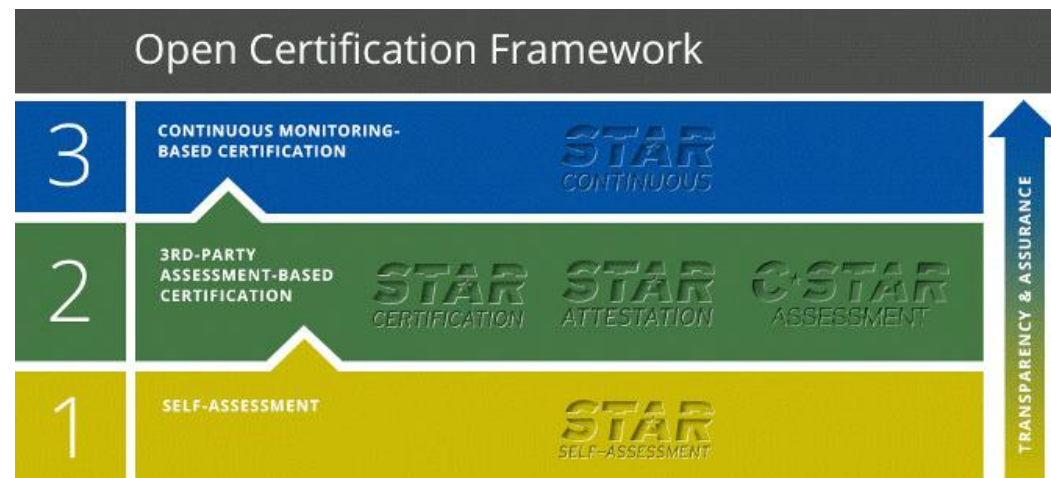 Open Certification Framework
3
CONTINUOUS MONITORING-
BASED CERTIFICATION
STAR
CONTINUOUS
2
3RD-PARTY
ASSESSMENT-BASED
CERTIFICATION
STAR
CERTIFICATION
STAR
ATTESTATION
C★STAR
ASSESSMENT
1
SELF-ASSESSMENT
STAR
SELF-ASSESSMENT
TRANSPARENCY & ASSURANCE